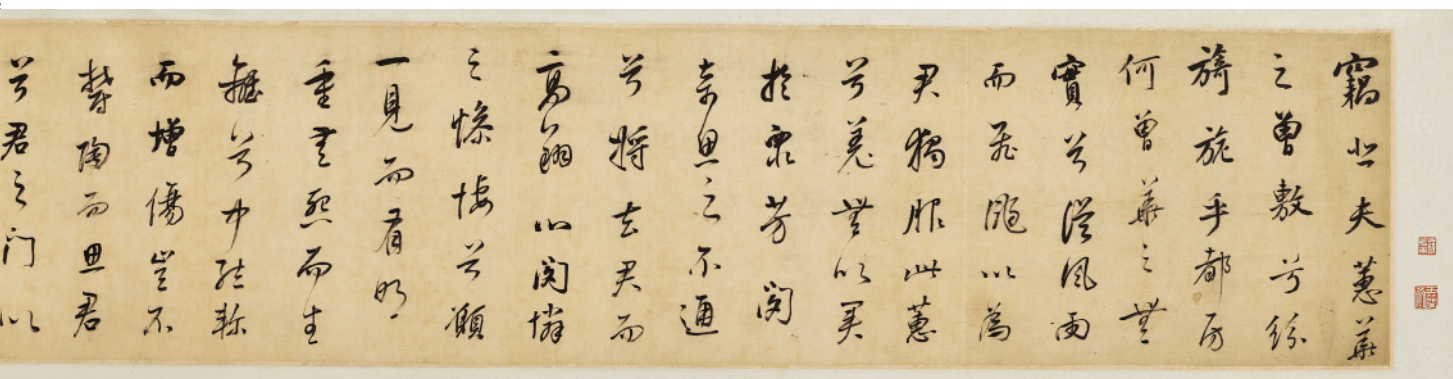 竊悲夫蕙華
之曾敷兮紛
旖旎乎都房
何曾華之無
實兮從風雨
而飛颺以為
君獨服此蕙
兮羌無以異
於衆芳閔
奇思之不通
兮將去君而
高翔心閔憐
之慘悽兮願
一見而有明
重無怨而生
離兮中結軫
而增傷豈不
鬱陶而思君
兮君之門以